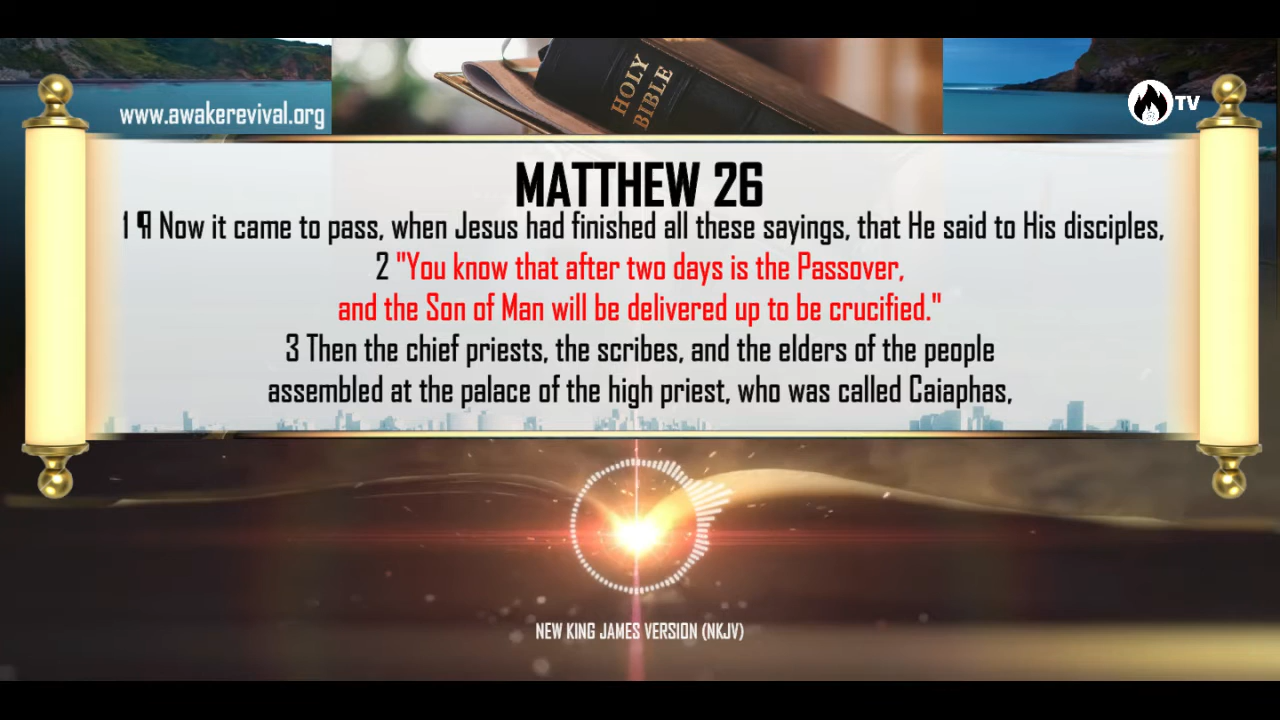 HOLY
BIBLE
www.awakerevival.org
TV
MATTHEW 26
1 ¶ Now it came to pass, when Jesus had finished all these sayings, that He said to His disciples,
2 "You know that after two days is the Passover,
and the Son of Man will be delivered up to be crucified."
3 Then the chief priests, the scribes, and the elders of the people
assembled at the palace of the high priest, who was called Caiaphas,
NEW KING JAMES VERSION (NKJV)